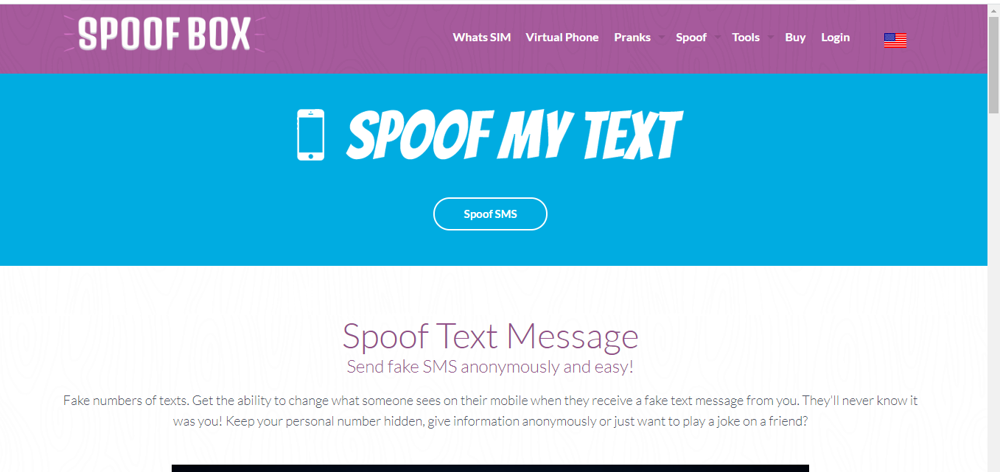 SPOOF BOX
Whats SIM Virtual Phone Pranks Spoof Tools Buy Login
SPOOF MY TEXT
Spoof SMS
Spoof Text Message
Send fake SMS anonymously and easy!
Fake numbers of texts. Get the ability to change what someone sees on their mobile when they receive a fake text message from you. They'll never know it
was you! Keep your personal number hidden, give information anonymously or just want to play a joke on a friend?